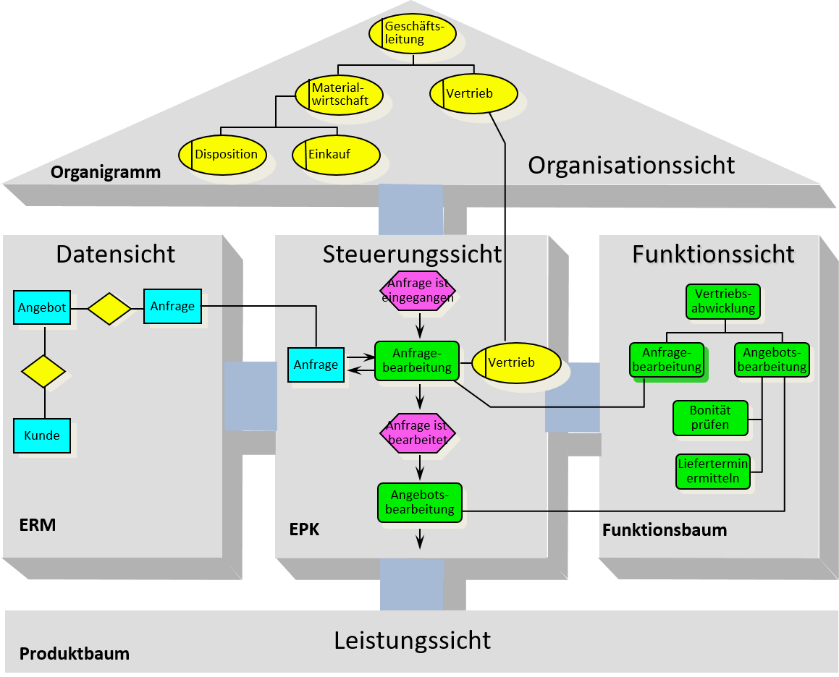 Geschäfts-
leitung
Material-
wirtschaft
Vertrieb
Disposition
Einkauf
Organigramm
Organisationssicht
Datensicht
Angebot
Anfrage
Kunde
ERM
Steuerungssicht
Anfrage ist
eingegangen
Anfrage
Anfrage-
bearbeitung
Vertrieb
Anfrage ist
bearbeitet
Angebots-
bearbeitung
EPK
Funktionssicht
Vertriebs-
abwicklung
Anfrage-
bearbeitung
Angebots-
bearbeitung
Bonität
prüfen
Liefertermin
ermitteln
Funktionsbaum
Leistungssicht
Produktbaum